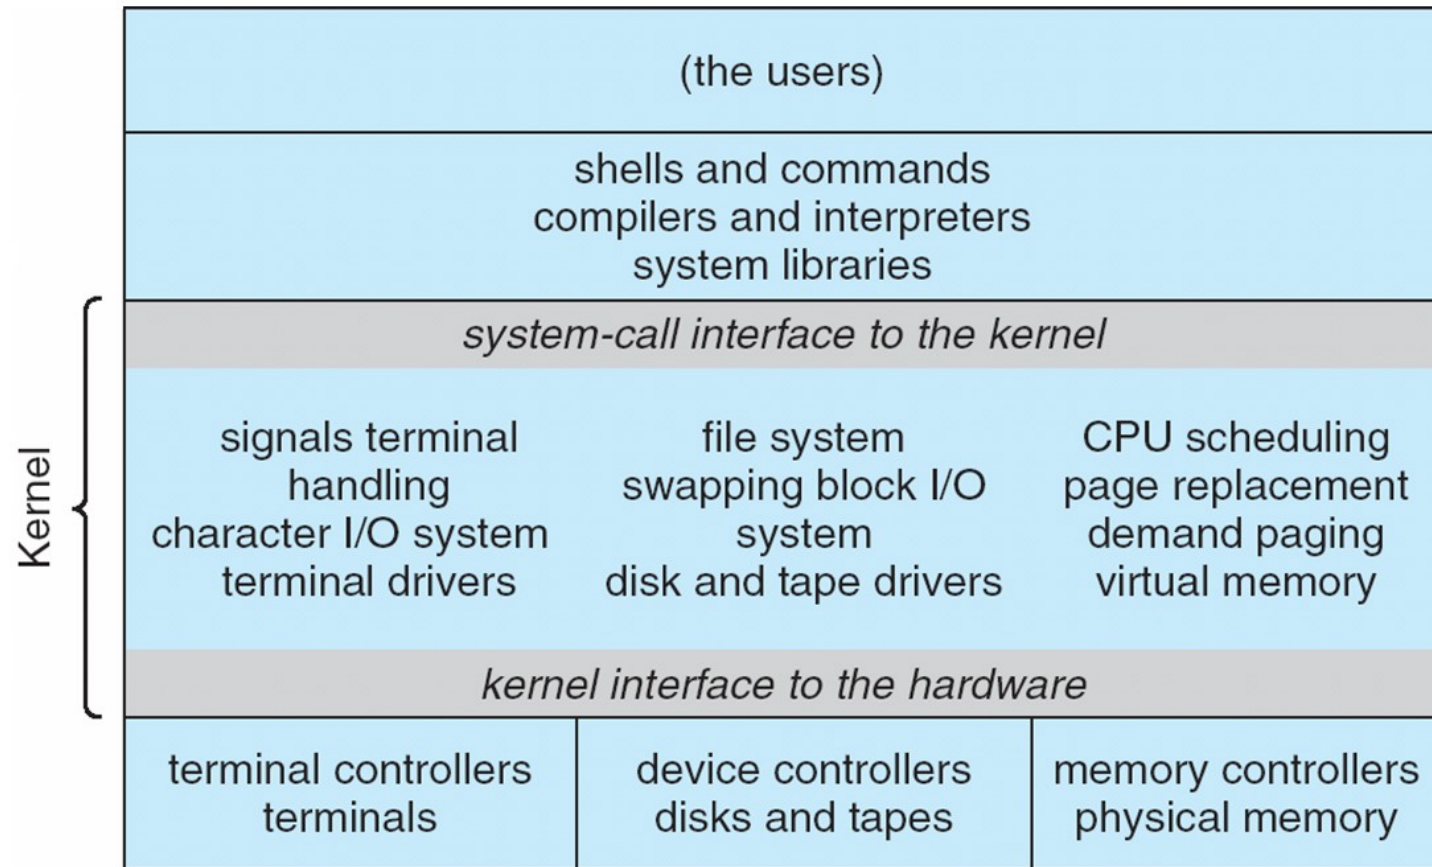 (the users)
shells and commands
compilers and interpreters
system libraries
Kernel
system-call interface to the kernel
signals terminal
handling
character I/O system
terminal drivers
file system
swapping block I/O
system
disk and tape drivers
CPU scheduling
page replacement
demand paging
virtual memory
kernel interface to the hardware
terminal controllers
terminals
device controllers
disks and tapes
memory controllers
physical memory